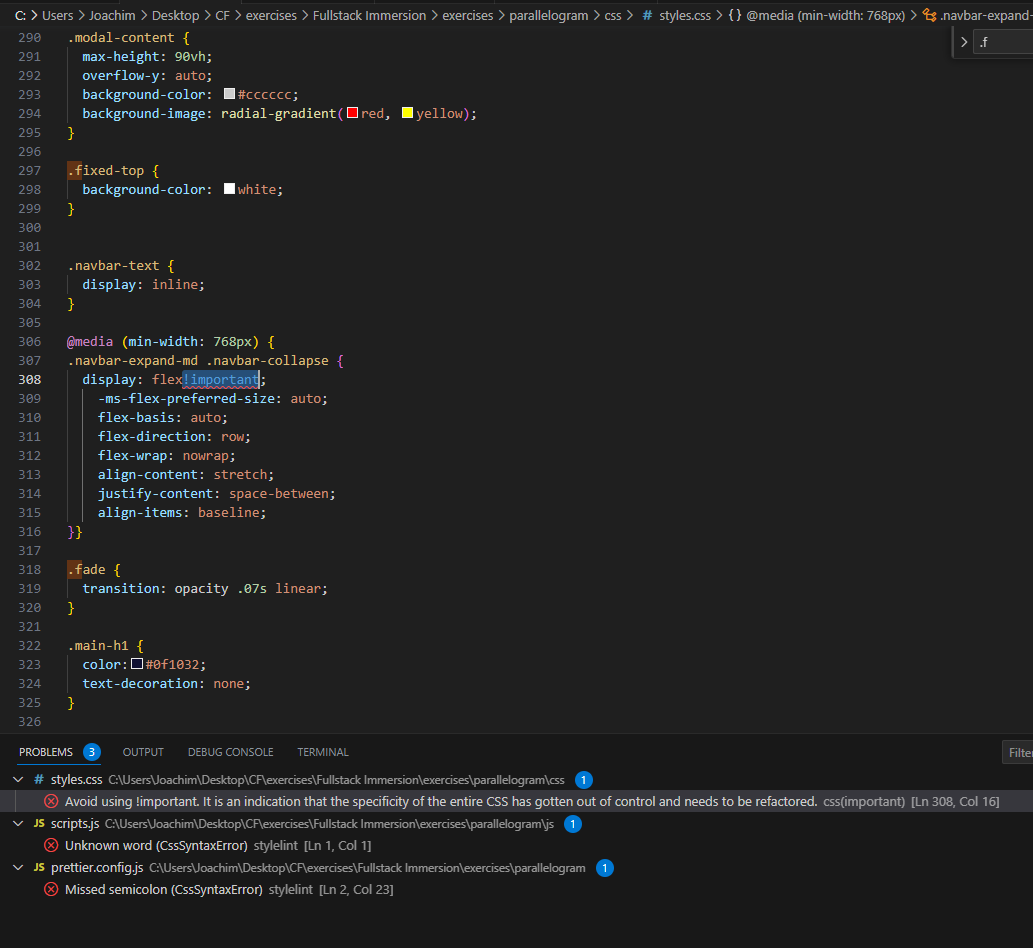 C: > Users > Joachim > Desktop > CF > exercises > Fullstack Immersion > exercises > parallelogram > css > # styles.css > {} @media (min-width: 768px) > .navbar-expand-
> .f
290 .modal-content {
291 max-height: 90vh;
292 overflow-y: auto;
293 background-color: #cccccc;
294 background-image: radial-gradient(red, yellow);
295 }
296
297 .fixed-top {
298 background-color: white;
299 }
300
301
302 .navbar-text {
303 display: inline;
304 }
305
306 @media (min-width: 768px) {
307 .navbar-expand-md .navbar-collapse {
308 display: flex!important;
309 -ms-flex-preferred-size: auto;
310 flex-basis: auto;
311 flex-direction: row;
312 flex-wrap: nowrap;
313 align-content: stretch;
314 justify-content: space-between;
315 align-items: baseline;
316 }}
317
318 .fade {
319 transition: opacity .07s linear;
320 }
321
322 .main-h1 {
323 color:#0f1032;
324 text-decoration: none;
325 }
326
PROBLEMS 3 OUTPUT DEBUG CONSOLE TERMINAL Filte
# styles.css C:\Users\Joachim\Desktop\CF\exercises\Fullstack Immersion\exercises\parallelogram\css 1
Avoid using !important. It is an indication that the specificity of the entire CSS has gotten out of control and needs to be refactored. css(important) [Ln 308, Col 16]
JS scripts.js C:\Users\Joachim\Desktop\CF\exercises\Fullstack Immersion\exercises\parallelogram\js 1
Unknown word (CssSyntaxError) stylelint [Ln 1, Col 1]
JS prettier.config.js C:\Users\Joachim\Desktop\CF\exercises\Fullstack Immersion\exercises\parallelogram 1
Missed semicolon (CssSyntaxError) stylelint [Ln 2, Col 23]